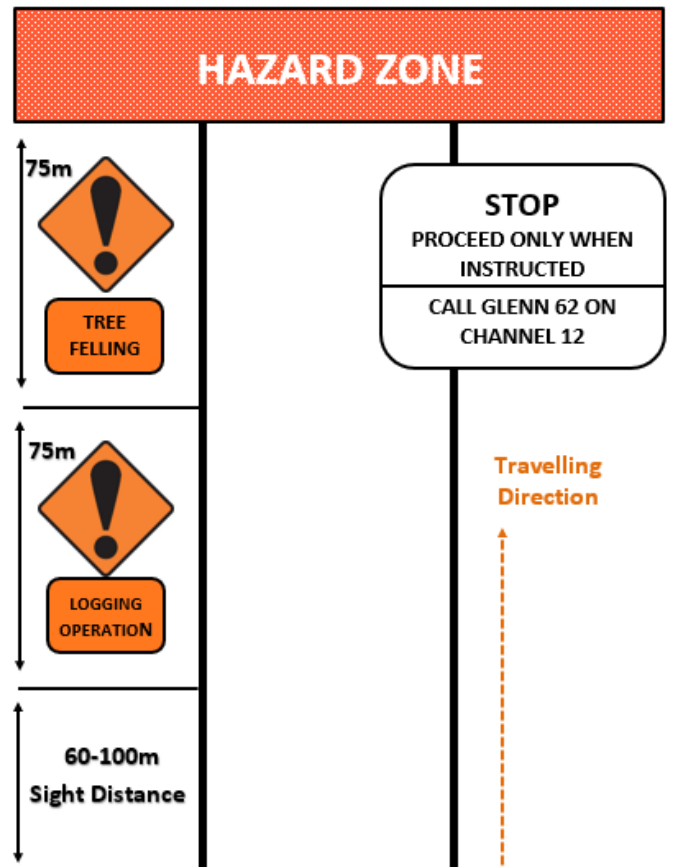 HAZARD ZONE
75m
TREE
FELLING
STOP
PROCEED ONLY WHEN
INSTRUCTED
CALL GLENN 62 ON
CHANNEL 12
75m
LOGGING
OPERATION
Travelling
Direction
60-100m
Sight Distance